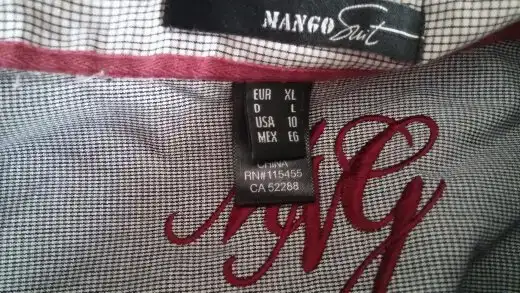 MANGO Suit
EUR XL
D L
USA 10
MEX EG
CHINA
RN#115455
CA 52288
MNG